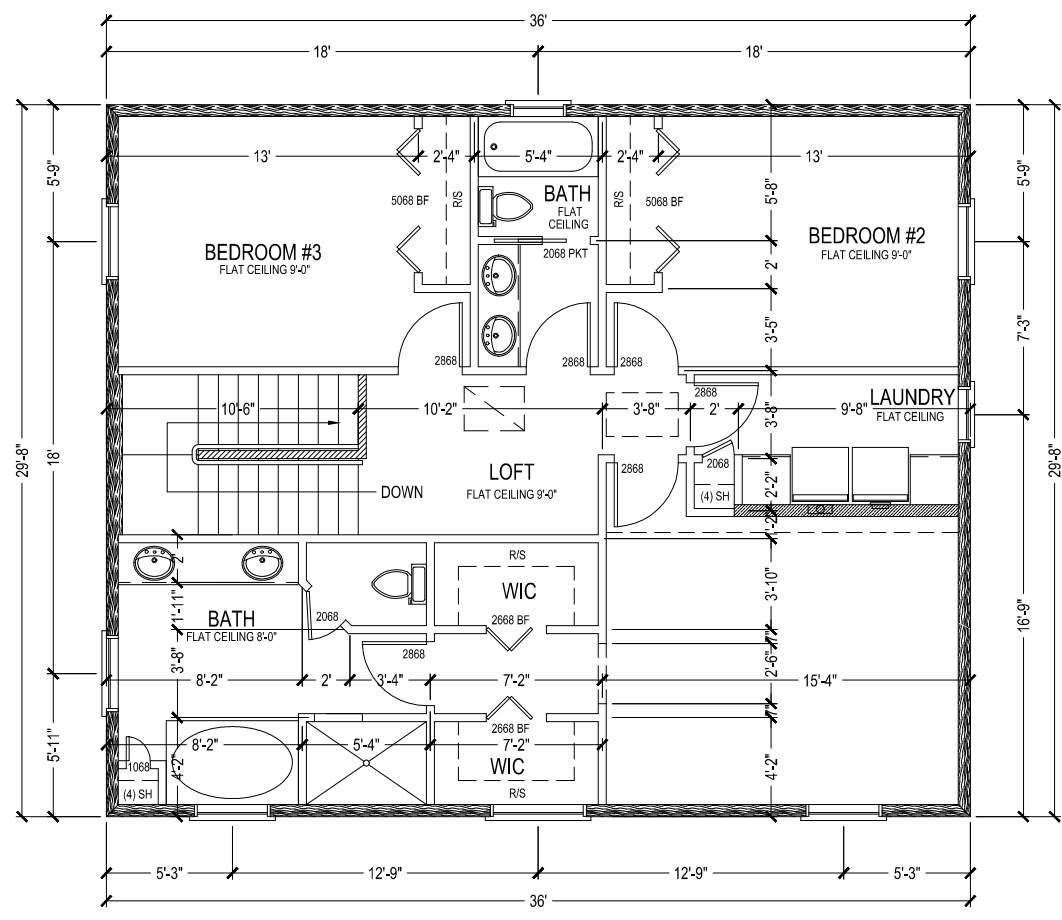 36'
18' 18'
5'-9" 18' 5'-11"
29'-8"
5'-9" 7'-3" 16'-9"
29'-8"
13' 2'-4" 5'-4" 2'-4" 13'
5068 BF R/S R/S 5068 BF
BATH
FLAT
CEILING
2068 PKT
BEDROOM #3
FLAT CEILING 9'-0"
BEDROOM #2
FLAT CEILING 9'-0"
5'-8"
2'
3'-5"
2868 2868 2868
2868
LAUNDRY
FLAT CEILING
10'-6" 10'-2" 3'-8" 2' 9'-8"
3'-8"
LOFT
FLAT CEILING 9'-0"
DOWN
2868
2068
(4) SH
2'-2"
1'-2"
2'
1'-11"
3'-8"
4'-2"
R/S
WIC
2668 BF
2068
BATH
FLAT CEILING 8'-0"
2868
3'-10"
7"
2'-6"
7"
4'-2"
8'-2" 2' 3'-4" 7'-2" 15'-4"
2668 BF
8'-2" 5'-4" 7'-2"
1068
(4) SH
WIC
R/S
5'-3" 12'-9" 12'-9" 5'-3"
36'